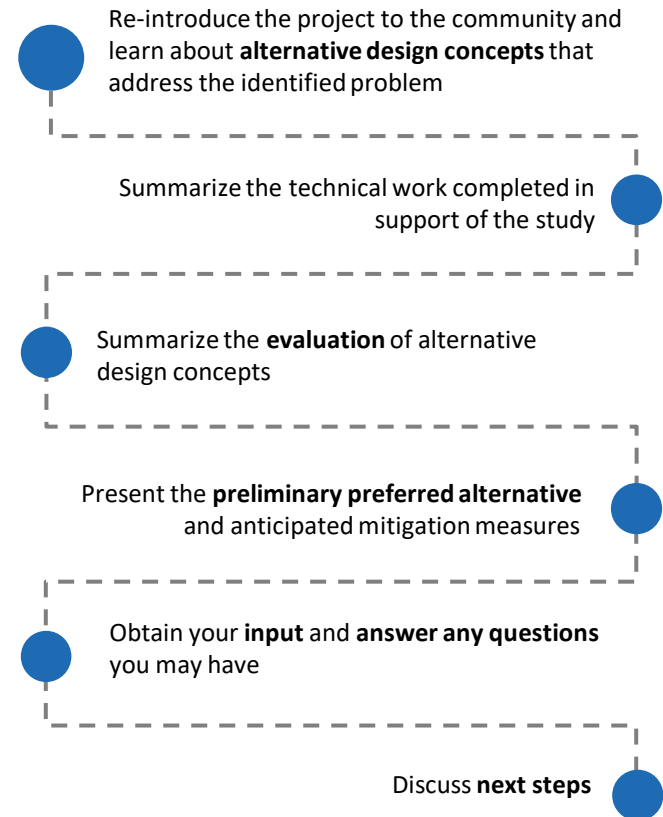 Re-introduce the project to the community and
learn about alternative design concepts that
address the identified problem
Summarize the technical work completed in
support of the study
Summarize the evaluation of alternative
design concepts
Present the preliminary preferred alternative
and anticipated mitigation measures
Obtain your input and answer any questions
you may have
Discuss next steps